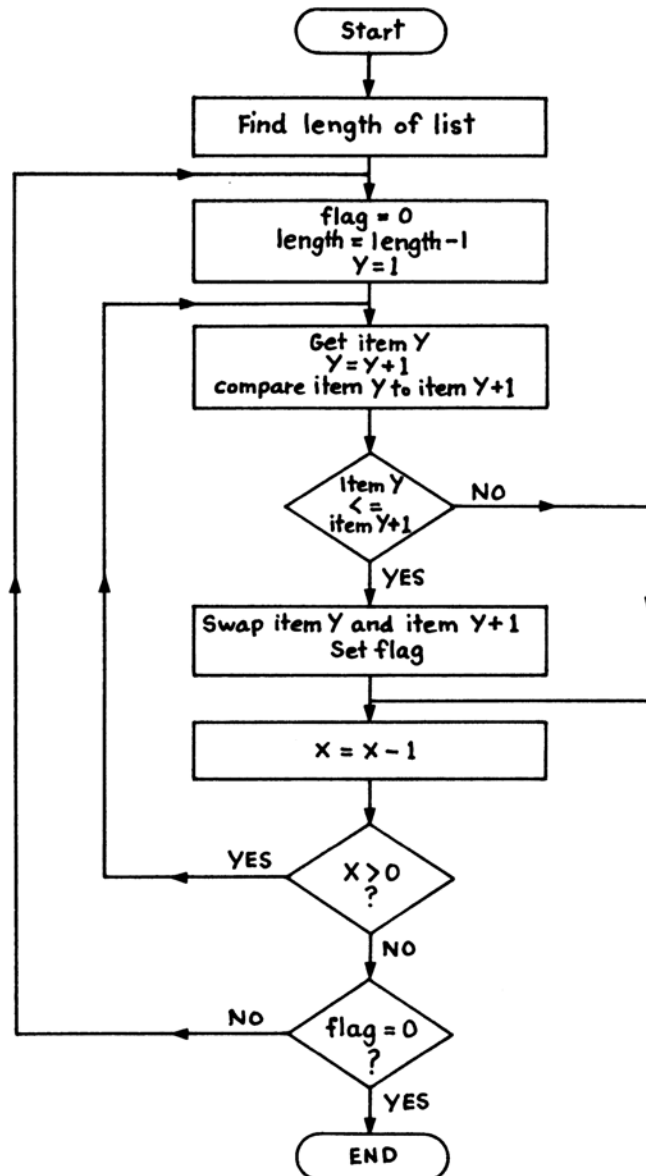 Start
Find length of list
flag = 0
length = length-1
Y = 1
Get item Y
Y = Y+1
compare item Y to item Y+1
Item Y
<=
item Y+1
NO
YES
Swap item Y and item Y+1
Set flag
X = X - 1
YES
X > 0
?
NO
NO
flag = 0
?
YES
END